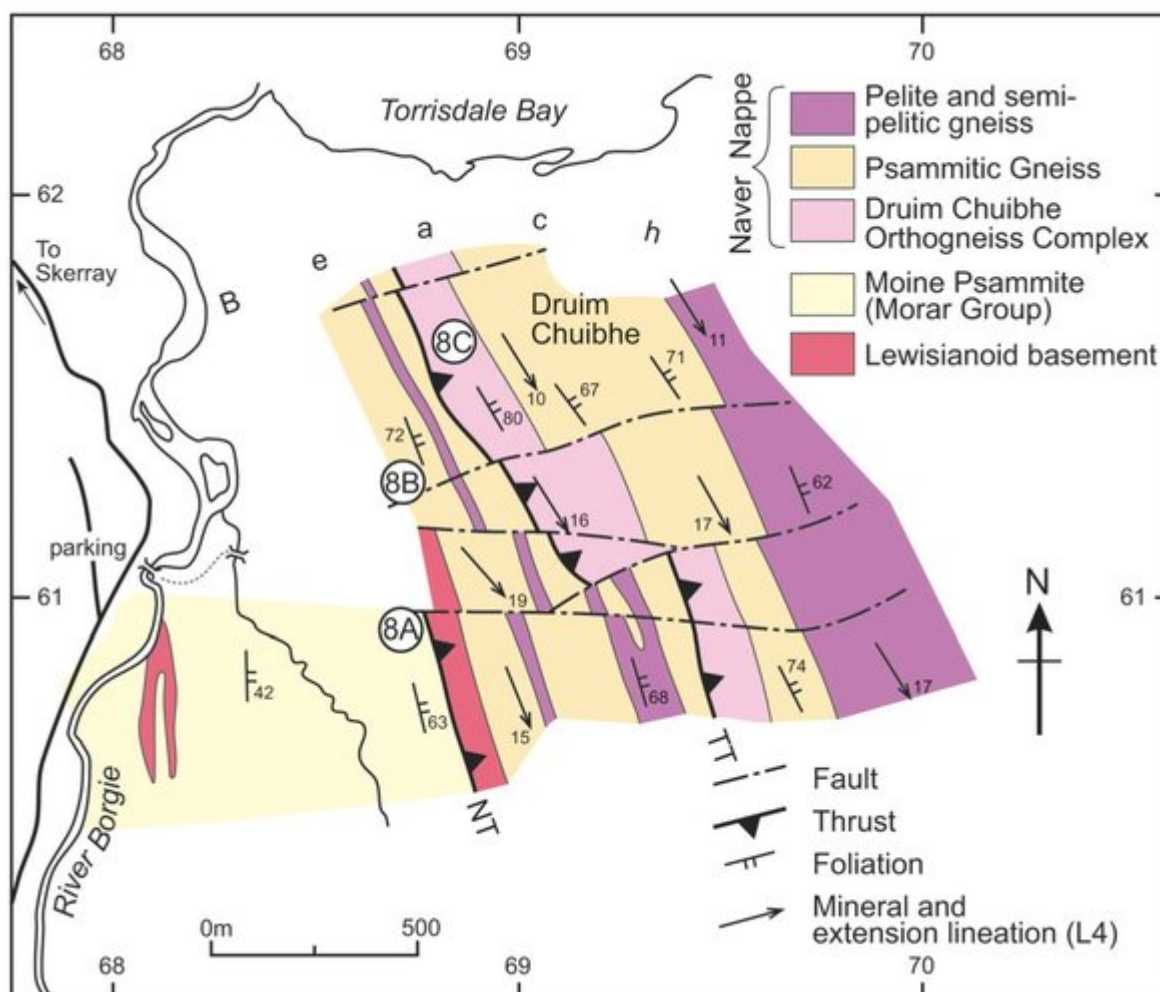 68
69
70
Torrisdale Bay
Naver Nappe
Pelite and semi-
pelitic gneiss
Psammitic Gneiss
Druim Chuibhe
Orthogneiss Complex
Moine Psammite
(Morar Group)
Lewisianoid basement
62
To
Skerray
B
e
a
c
h
Druim
Chuibhe
8C
11
71
67
10
80
72
8B
62
16
17
parking
61
61
19
8A
42
63
15
68
74
17
NT
TT
N
River Borgie
Fault
Thrust
Foliation
Mineral and
extension lineation (L4)
0m
500
68
69
70